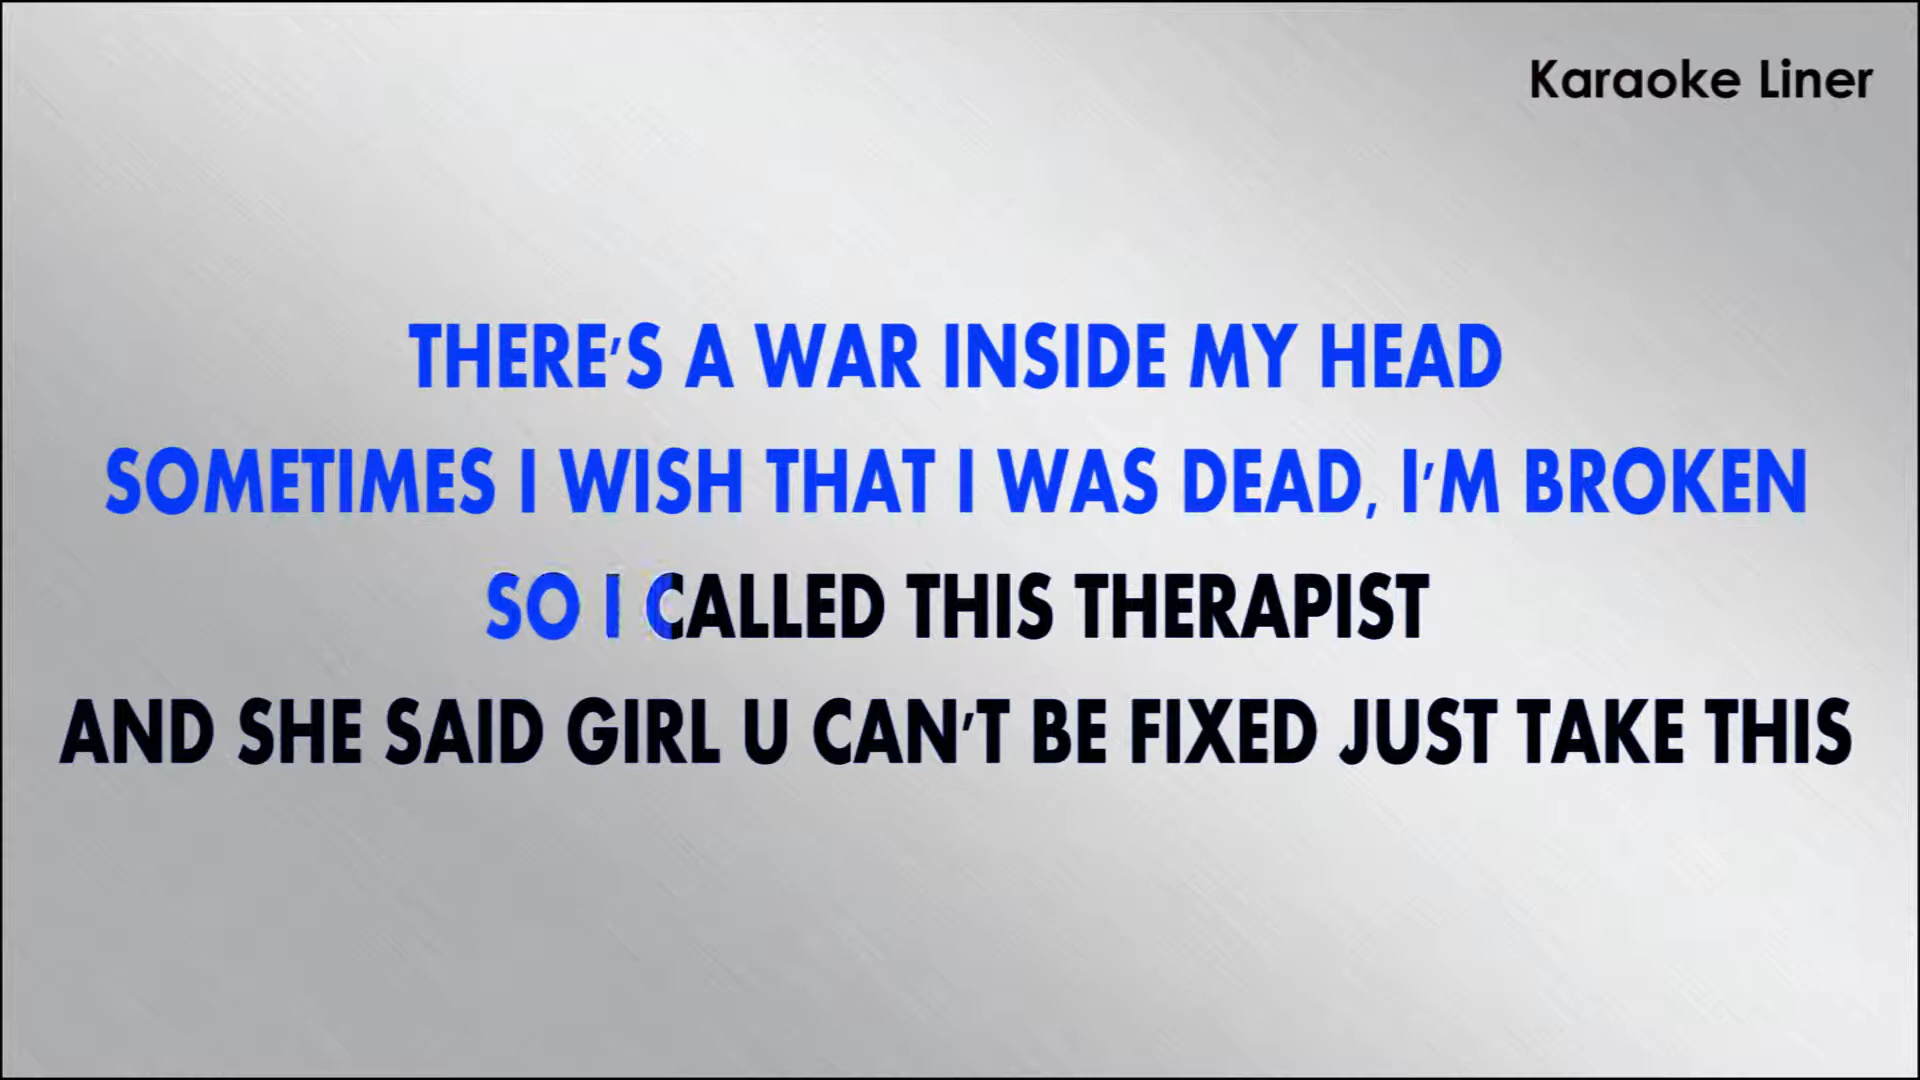 Karaoke Liner
THERE'S A WAR INSIDE MY HEAD
SOMETIMES I WISH THAT I WAS DEAD, I'M BROKEN
SO I CALLED THIS THERAPIST
AND SHE SAID GIRL U CAN'T BE FIXED JUST TAKE THIS